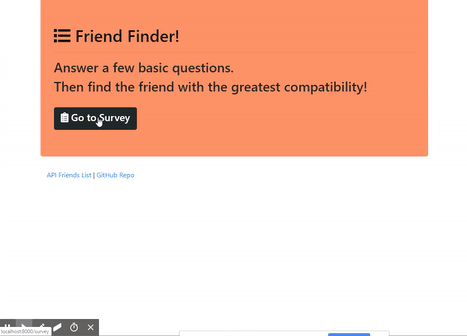 Friend Finder!
Answer a few basic questions.
Then find the friend with the greatest compatibility!
Go to Survey
API Friends List | GitHub Repo
localhost:8000/survey